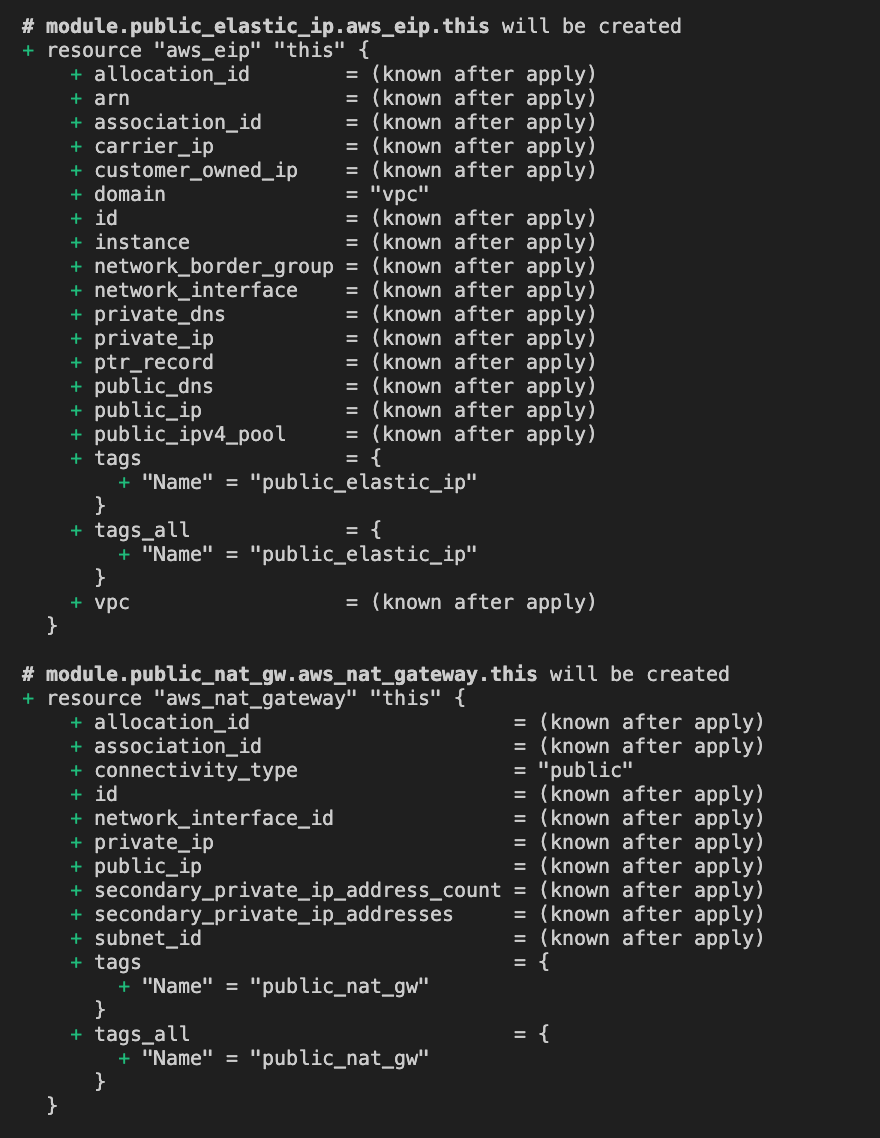 # module.public_elastic_ip.aws_eip.this will be created
+ resource "aws_eip" "this" {
    + allocation_id        = (known after apply)
    + arn                  = (known after apply)
    + association_id       = (known after apply)
    + carrier_ip           = (known after apply)
    + customer_owned_ip    = (known after apply)
    + domain               = "vpc"
    + id                   = (known after apply)
    + instance             = (known after apply)
    + network_border_group = (known after apply)
    + network_interface    = (known after apply)
    + private_dns          = (known after apply)
    + private_ip           = (known after apply)
    + ptr_record           = (known after apply)
    + public_dns           = (known after apply)
    + public_ip            = (known after apply)
    + public_ipv4_pool     = (known after apply)
    + tags                 = {
        + "Name" = "public_elastic_ip"
      }
    + tags_all             = {
        + "Name" = "public_elastic_ip"
      }
    + vpc                  = (known after apply)
  }

# module.public_nat_gw.aws_nat_gateway.this will be created
+ resource "aws_nat_gateway" "this" {
    + allocation_id                      = (known after apply)
    + association_id                     = (known after apply)
    + connectivity_type                  = "public"
    + id                                 = (known after apply)
    + network_interface_id               = (known after apply)
    + private_ip                         = (known after apply)
    + public_ip                          = (known after apply)
    + secondary_private_ip_address_count = (known after apply)
    + secondary_private_ip_addresses     = (known after apply)
    + subnet_id                          = (known after apply)
    + tags                               = {
        + "Name" = "public_nat_gw"
      }
    + tags_all                           = {
        + "Name" = "public_nat_gw"
      }
  }